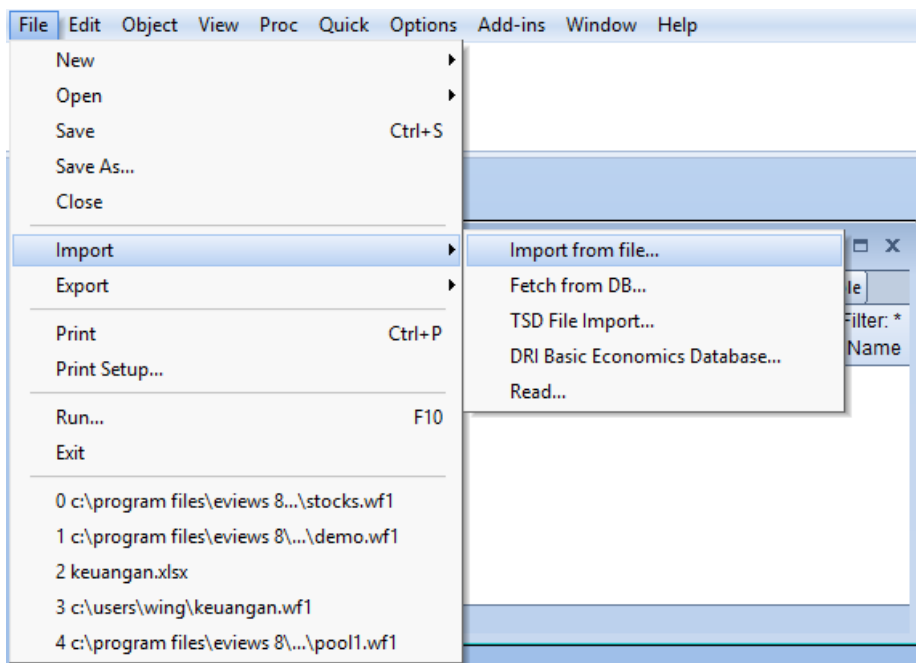 File Edit Object View Proc Quick Options Add-ins Window Help
New
Open
Save Ctrl+S
Save As...
Close
Import
Export
Print Ctrl+P
Print Setup...
Run... F10
Exit
0 c:\program files\eviews 8...\stocks.wf1
1 c:\program files\eviews 8\...\demo.wf1
2 keuangan.xlsx
3 c:\users\wing\keuangan.wf1
4 c:\program files\eviews 8\...\pool1.wf1
Import from file...
Fetch from DB...
TSD File Import...
DRI Basic Economics Database...
Read...
le
Filter: *
Name